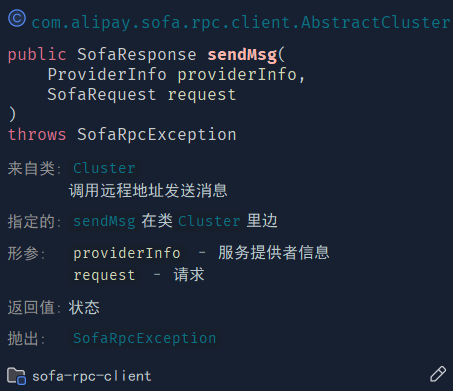 com.alipay.sofa.rpc.client.AbstractCluster
public SofaResponse sendMsg(
ProviderInfo providerInfo,
SofaRequest request
)
throws SofaRpcException
来自类: Cluster
调用远程地址发送消息
指定的: sendMsg 在类 Cluster 里边
形参: providerInfo – 服务提供者信息
request – 请求
返回值: 状态
抛出: SofaRpcException
sofa-rpc-client